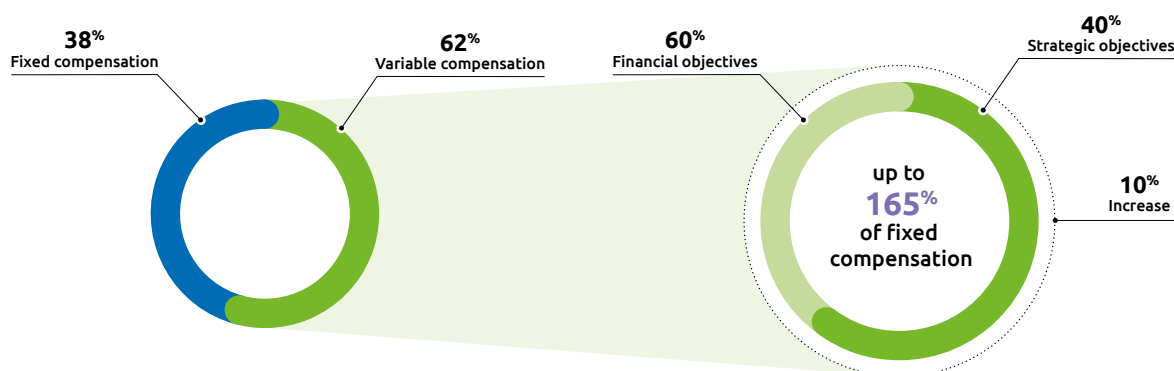 38%
Fixed compensation
62%
Variable compensation
60%
Financial objectives
40%
Strategic objectives
up to
165%
of fixed
compensation
10%
Increase